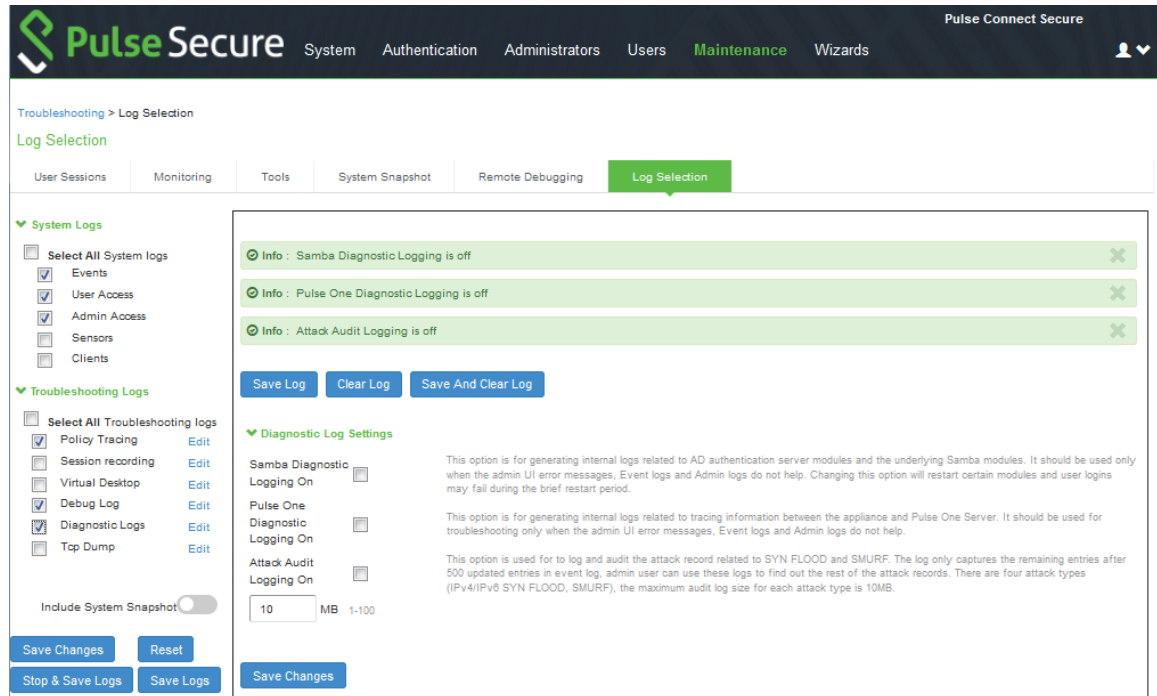 Pulse Connect Secure
Pulse Secure
System Authentication Administrators Users Maintenance Wizards
Troubleshooting > Log Selection
Log Selection
User Sessions Monitoring Tools System Snapshot Remote Debugging Log Selection
System Logs
Select All System logs
Events
User Access
Admin Access
Sensors
Clients
Troubleshooting Logs
Select All Troubleshooting logs
Policy Tracing Edit
Session recording Edit
Virtual Desktop Edit
Debug Log Edit
Diagnostic Logs Edit
Tcp Dump Edit
Include System Snapshot
Save Changes Reset
Stop & Save Logs Save Logs
Info : Samba Diagnostic Logging is off
Info : Pulse One Diagnostic Logging is off
Info : Attack Audit Logging is off
Save Log Clear Log Save And Clear Log
Diagnostic Log Settings
Samba Diagnostic
Logging On
This option is for generating internal logs related to AD authentication server modules and the underlying Samba modules. It should be used only
when the admin UI error messages, Event logs and Admin logs do not help. Changing this option will restart certain modules and user logins
may fail during the brief restart period.
Pulse One
Diagnostic
Logging On
This option is for generating internal logs related to tracing information between the appliance and Pulse One Server. It should be used for
troubleshooting only when the admin UI error messages, Event logs and Admin logs do not help.
Attack Audit
Logging On
This option is used for to log and audit the attack record related to SYN FLOOD and SMURF. The log only captures the remaining entries after
500 updated entries in event log, admin user can use these logs to find out the rest of the attack records. There are four attack types
(IPv4/IPv6 SYN FLOOD, SMURF), the maximum audit log size for each attack type is 10MB.
10 MB 1-100
Save Changes